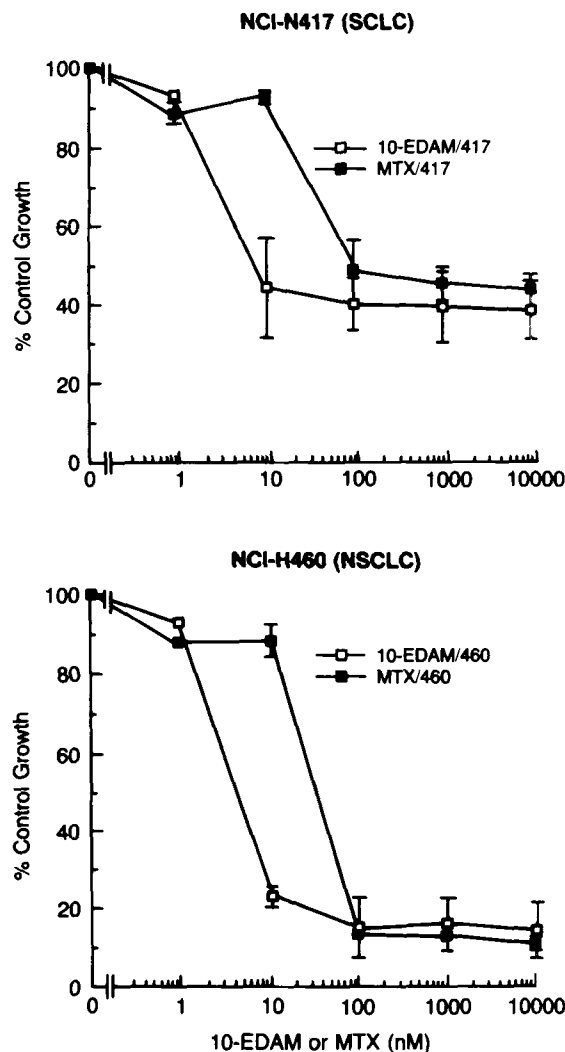 NCI-N417 (SCLC)
100
80
60
40
20
0
% Control Growth
10-EDAM/417
MTX/417
0 1 10 100 1000 10000
NCI-H460 (NSCLC)
100
80
60
40
20
0
% Control Growth
10-EDAM/460
MTX/460
0 1 10 100 1000 10000
10-EDAM or MTX (nM)